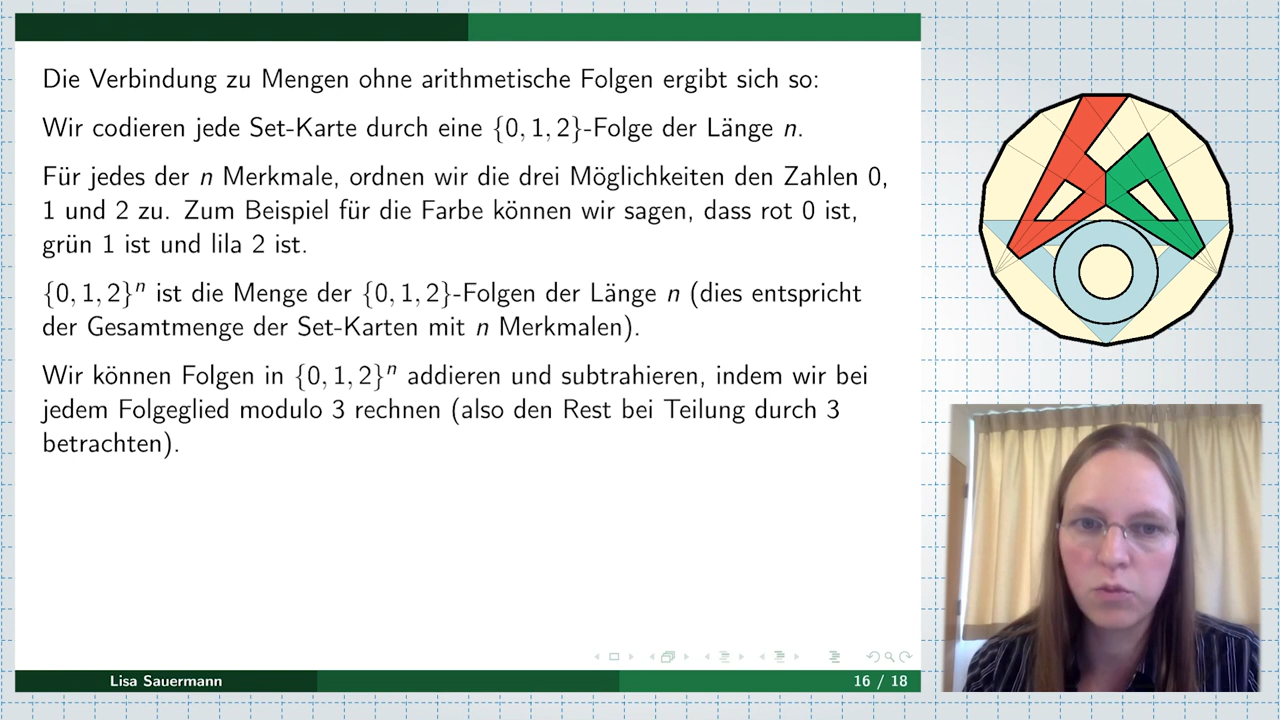 Die Verbindung zu Mengen ohne arithmetische Folgen ergibt sich so:
Wir codieren jede Set-Karte durch eine {0, 1, 2}-Folge der Länge n.
Für jedes der n Merkmale, ordnen wir die drei Möglichkeiten den Zahlen 0,
1 und 2 zu. Zum Beispiel für die Farbe können wir sagen, dass rot 0 ist,
grün 1 ist und lila 2 ist.
{0, 1, 2}ⁿ ist die Menge der {0, 1, 2}-Folgen der Länge n (dies entspricht
der Gesamtmenge der Set-Karten mit n Merkmalen).
Wir können Folgen in {0, 1, 2}ⁿ addieren und subtrahieren, indem wir bei
jedem Folgeglied modulo 3 rechnen (also den Rest bei Teilung durch 3
betrachten).
Lisa Sauermann
16 / 18